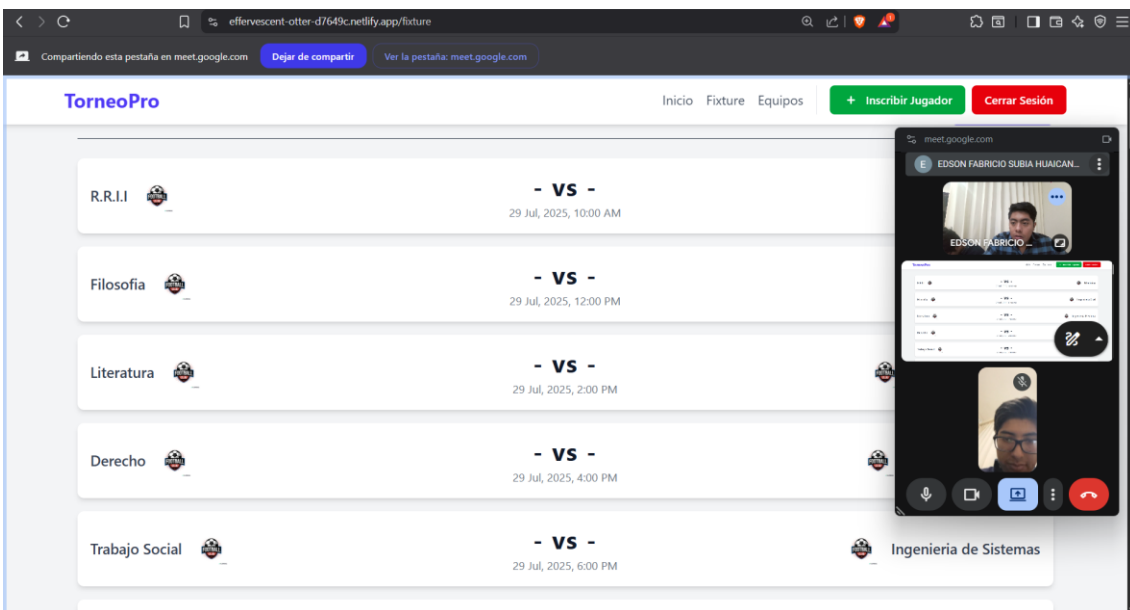 effervescent-otter-d7649c.netlify.app/fixture
Compartiendo esta pestaña en meet.google.com
Dejar de compartir
Ver la pestaña: meet.google.com
TorneoPro
Inicio
Fixture
Equipos
+ Inscribir Jugador
Cerrar Sesión
R.R.I.I
- VS -
29 Jul, 2025, 10:00 AM
Filosofia
- VS -
29 Jul, 2025, 12:00 PM
Literatura
- VS -
29 Jul, 2025, 2:00 PM
Derecho
- VS -
29 Jul, 2025, 4:00 PM
Trabajo Social
- VS -
29 Jul, 2025, 6:00 PM
Ingenieria de Sistemas
meet.google.com
E
EDSON FABRICIO SUBIA HUAICAN...
EDSON FABRICIO ...